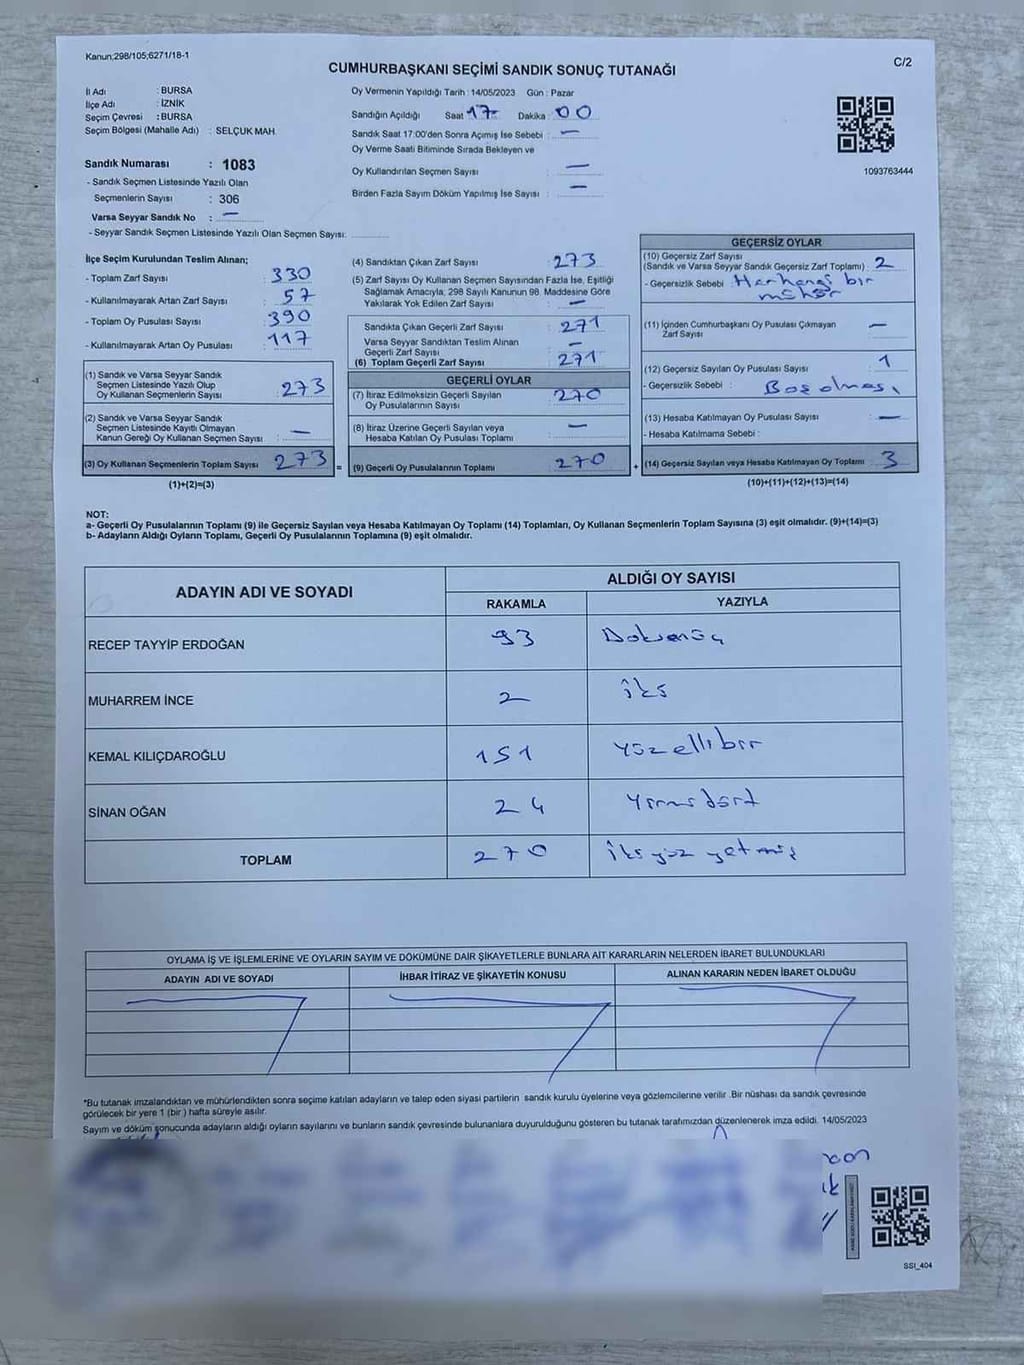 Kanun;298/105;6271/18-1
C/2
CUMHURBAŞKANI SEÇİMİ SANDIK SONUÇ TUTANAĞI
İl Adı : BURSA
İlçe Adı : İZNİK
Seçim Çevresi : BURSA
Seçim Bölgesi (Mahalle Adı) : SELÇUK MAH.
Sandık Numarası : 1083
- Sandık Seçmen Listesinde Yazılı Olan
Seçmenlerin Sayısı : 306
Varsa Seyyar Sandık No : —
- Seyyar Sandık Seçmen Listesinde Yazılı Olan Seçmen Sayısı:
Oy Vermenin Yapıldığı Tarih : 14/05/2023 Gün : Pazar
Sandığın Açıldığı Saat 17- Dakika : 00
Sandık Saat 17:00'den Sonra Açımış İse Sebebi : —
Oy Verme Saati Bitiminde Sırada Bekleyen ve
Oy Kullandırılan Seçmen Sayısı : —
Birden Fazla Sayım Döküm Yapılmış İse Sayısı : —
1093763444
İlçe Seçim Kurulundan Teslim Alınan;
- Toplam Zarf Sayısı : 330
- Kullanılmayarak Artan Zarf Sayısı : 57
- Toplam Oy Pusulası Sayısı : 390
- Kullanılmayarak Artan Oy Pusulası : 117
(1) Sandık ve Varsa Seyyar Sandık
Seçmen Listesinde Yazılı Olup
Oy Kullanan Seçmenlerin Sayısı : 273
(2) Sandık ve Varsa Seyyar Sandık
Seçmen Listesinde Kayıtlı Olmayan
Kanun Gereği Oy Kullanan Seçmen Sayısı : —
(3) Oy Kullanan Seçmenlerin Toplam Sayısı 273 =
(1)+(2)=(3)
(4) Sandıktan Çıkan Zarf Sayısı : 273
(5) Zarf Sayısı Oy Kullanan Seçmen Sayısından Fazla İse, Eşitliği
Sağlamak Amacıyla, 298 Sayılı Kanunun 98. Maddesine Göre
Yakılarak Yok Edilen Zarf Sayısı : —
Sandıkta Çıkan Geçerli Zarf Sayısı : 271
Varsa Seyyar Sandıktan Teslim Alınan
Geçerli Zarf Sayısı : —
(6) Toplam Geçerli Zarf Sayısı : 271
GEÇERLİ OYLAR
(7) İtiraz Edilmeksizin Geçerli Sayılan
Oy Pusulalarının Sayısı : 270
(8) İtiraz Üzerine Geçerli Sayılan veya
Hesaba Katılan Oy Pusulası Toplamı : —
(9) Geçerli Oy Pusulalarının Toplamı : 270 +
GEÇERSİZ OYLAR
(10) Geçersiz Zarf Sayısı
(Sandık ve Varsa Seyyar Sandık Geçersiz Zarf Toplamı) : 2
- Geçersizlik Sebebi : Herhangi bir
mühür
(11) İçinden Cumhurbaşkanı Oy Pusulası Çıkmayan
Zarf Sayısı : —
(12) Geçersiz Sayılan Oy Pusulası Sayısı : 1
- Geçersizlik Sebebi : Boş olması
(13) Hesaba Katılmayan Oy Pusulası Sayısı : —
- Hesaba Katılmama Sebebi :
(14) Geçersiz Sayılan veya Hesaba Katılmayan Oy Toplamı : 3
(10)+(11)+(12)+(13)=(14)
NOT:
a- Geçerli Oy Pusulalarının Toplamı (9) ile Geçersiz Sayılan veya Hesaba Katılmayan Oy Toplamı (14) Toplamları, Oy Kullanan Seçmenlerin Toplam Sayısına (3) eşit olmalıdır. (9)+(14)=(3)
b- Adayların Aldığı Oyların Toplamı, Geçerli Oy Pusulalarının Toplamına (9) eşit olmalıdır.
ADAYIN ADI VE SOYADI
ALDIĞI OY SAYISI
RAKAMLA YAZIYLA
RECEP TAYYİP ERDOĞAN 93 Doksanüç
MUHARREM İNCE 2 iki
KEMAL KILIÇDAROĞLU 151 Yüzellibir
SİNAN OĞAN 24 Yirmidört
TOPLAM 270 ikiyüz yetmiş
OYLAMA İŞ VE İŞLEMLERİNE VE OYLARIN SAYIM VE DÖKÜMÜNE DAİR ŞİKAYETLERLE BUNLARA AİT KARARLARIN NELERDEN İBARET BULUNDUKLARI
ADAYIN ADI VE SOYADI İHBAR İTİRAZ VE ŞİKAYETİN KONUSU ALINAN KARARIN NEDEN İBARET OLDUĞU
*Bu tutanak imzalandıktan ve mühürlendikten sonra seçime katılan adayların ve talep eden siyasi partilerin sandık kurulu üyelerine veya gözlemcilerine verilir .Bir nüshası da sandık çevresinde
görülecek bir yere 1 (bir ) hafta süreyle asılır.
Sayım ve döküm sonucunda adayların aldığı oyların sayılarını ve bunların sandık çevresinde bulunanlara duyurulduğunu gösteren bu tutanak tarafımızdan düzenlenerek imza edildi. 14/05/2023
SSI_404